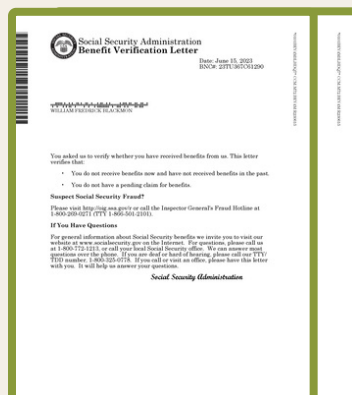 Social Security Administration
Benefit Verification Letter
Date: June 15, 2023
BNC#: 23TU367C61290
WILLIAM FREDRICK BLACKMON
You asked us to verify whether you have received benefits from us. This letter
verifies that:
• You do not receive benefits now and have not received benefits in the past.
• You do not have a pending claim for benefits.
Suspect Social Security Fraud?
Please visit http://oig.ssa.gov/r or call the Inspector General's Fraud Hotline at
1-800-269-0271 (TTY 1-866-501-2101).
If You Have Questions
For general information about Social Security benefits we invite you to visit our
website at www.socialsecurity.gov on the Internet. For questions, please call us
at 1-800-772-1213, or call your local Social Security office. We can answer most
questions over the phone. If you are deaf or hard of hearing, please call our TTY/
TDD number, 1-800-325-0778. If you call or visit an office, please have this letter
with you. It will help us answer your questions.
Social Security Administration